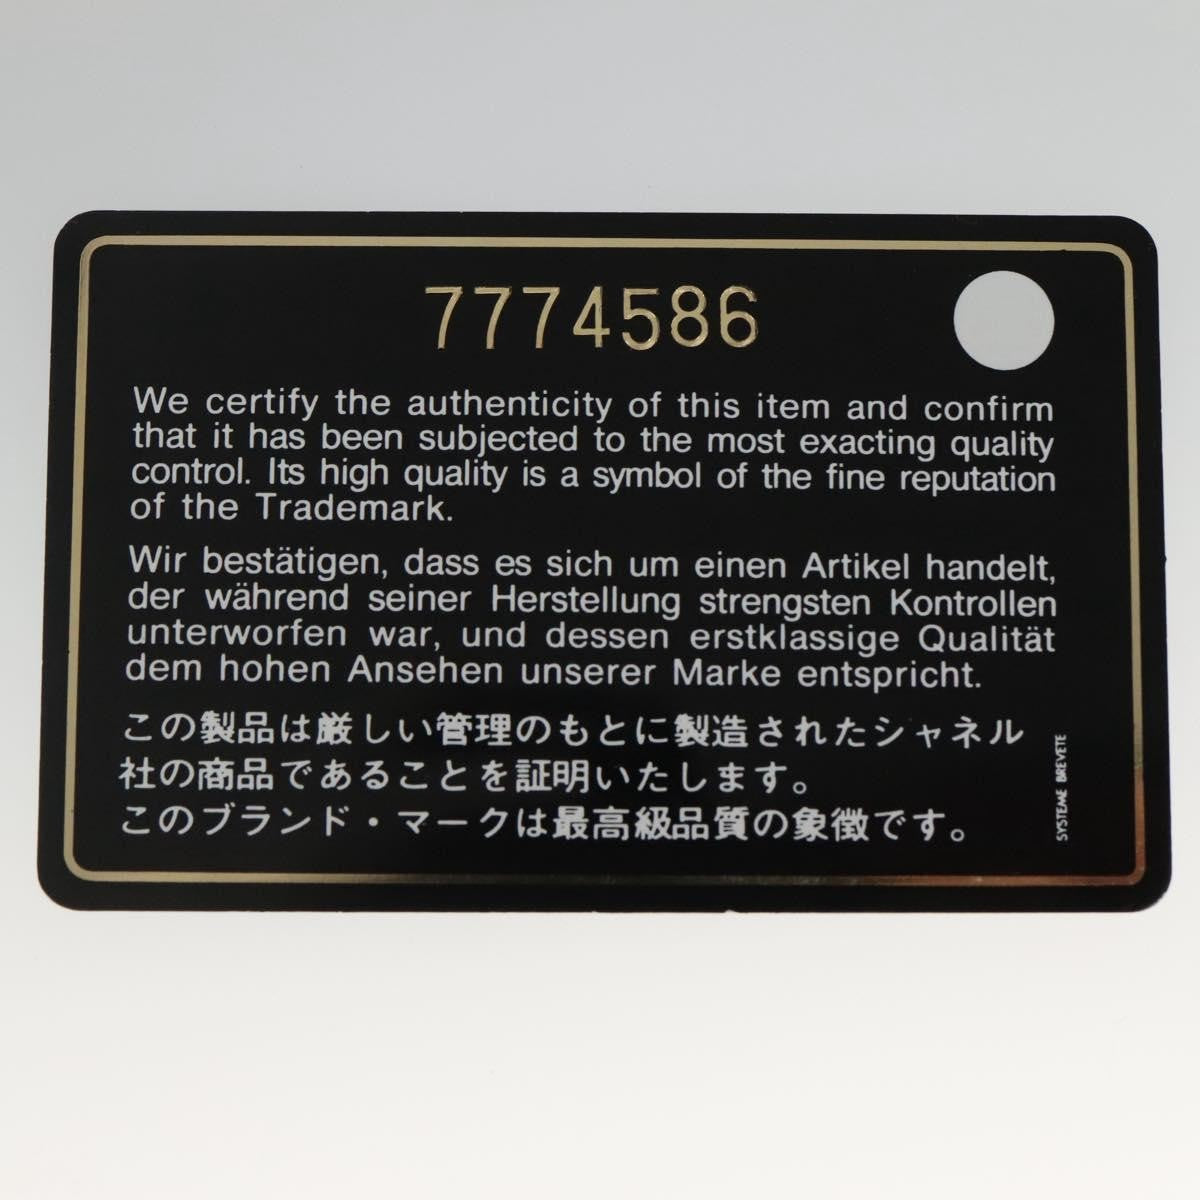 7774586
We certify the authenticity of this item and confirm
that it has been subjected to the most exacting quality
control. Its high quality is a symbol of the fine reputation
of the Trademark.
Wir bestätigen, dass es sich um einen Artikel handelt,
der während seiner Herstellung strengsten Kontrollen
unterworfen war, und dessen erstklassige Qualität
dem hohen Ansehen unserer Marke entspricht.
この製品は厳しい管理のもとに製造されたシャネル
社の商品であることを証明いたします。
このブランド・マークは最高級品質の象徴です。
SYSTEME BREVETE